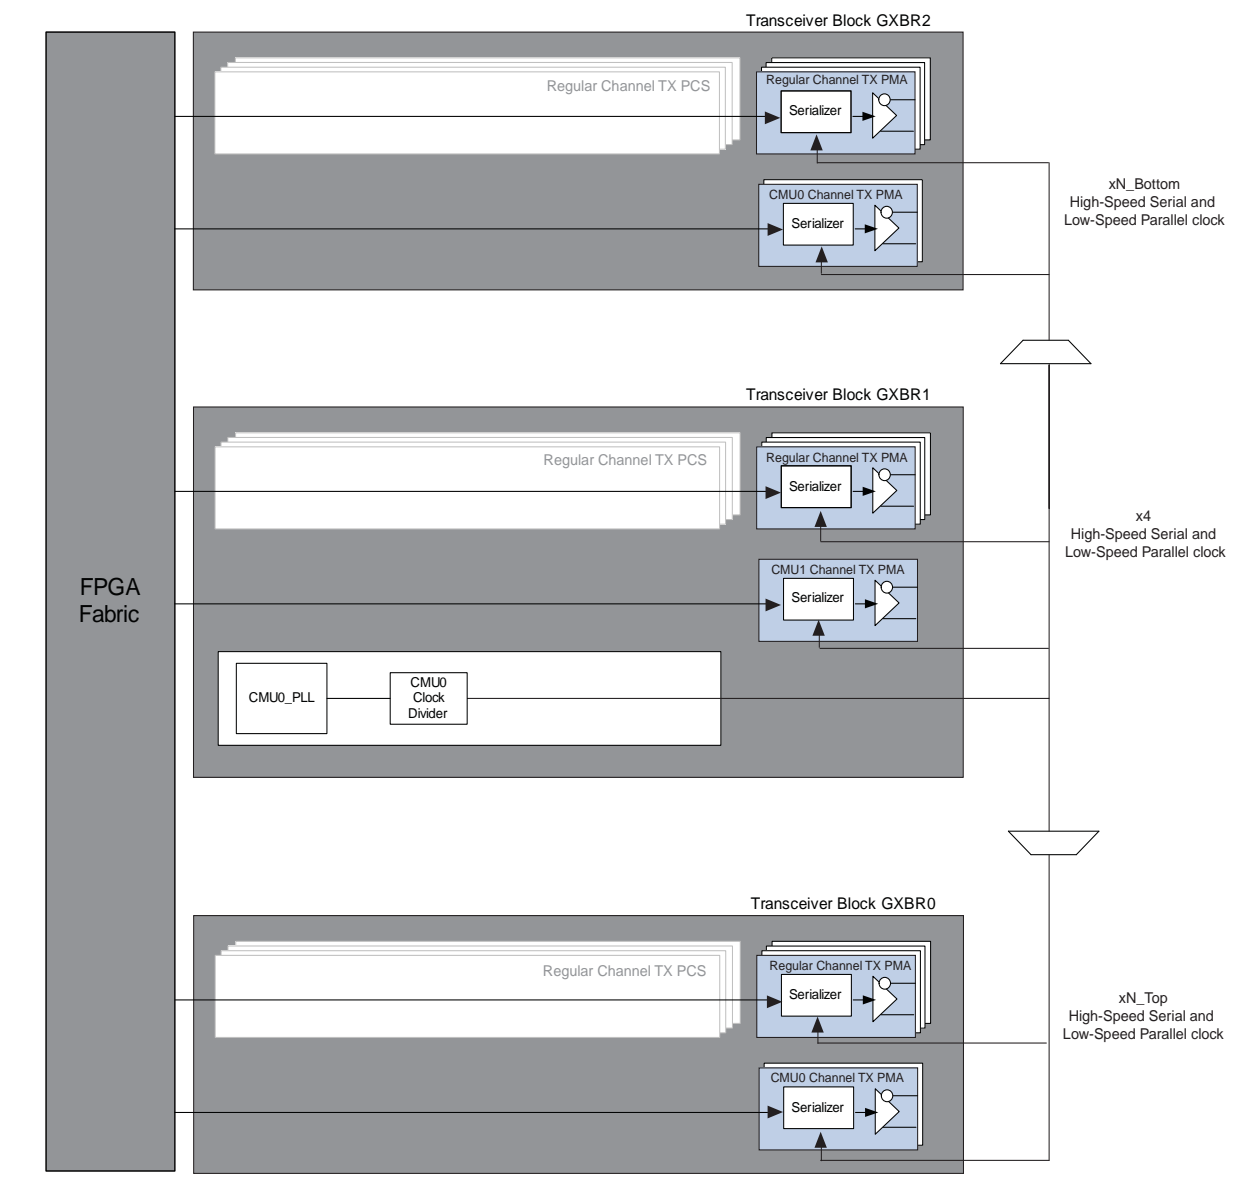 Transceiver Block GXBR2
Regular Channel TX PCS
Regular Channel TX PMA
Serializer
CMU0 Channel TX PMA
Serializer
xN_Bottom
High-Speed Serial and
Low-Speed Parallel clock
Transceiver Block GXBR1
Regular Channel TX PCS
Regular Channel TX PMA
Serializer
x4
High-Speed Serial and
Low-Speed Parallel clock
FPGA
Fabric
CMU1 Channel TX PMA
Serializer
CMU0_PLL
CMU0
Clock
Divider
Transceiver Block GXBR0
Regular Channel TX PCS
Regular Channel TX PMA
Serializer
xN_Top
High-Speed Serial and
Low-Speed Parallel clock
CMU0 Channel TX PMA
Serializer